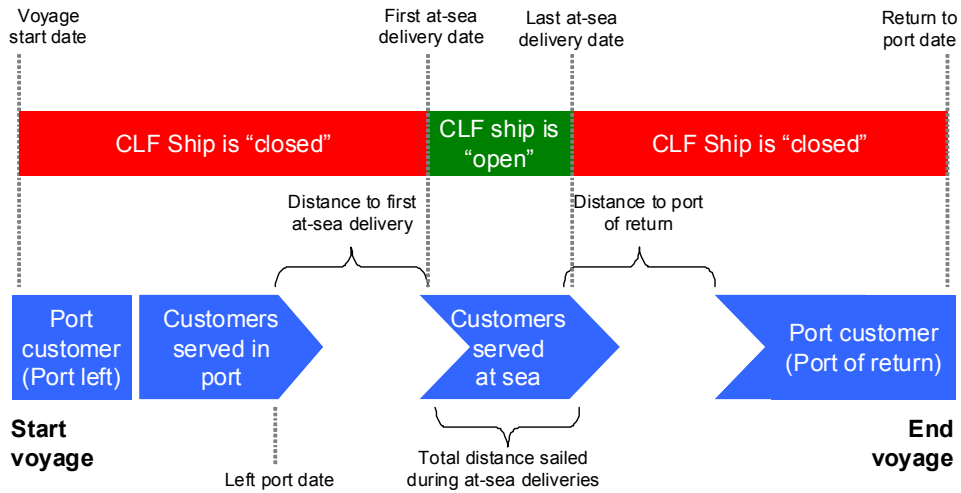 Voyage
start date
First at-sea
delivery date
Last at-sea
delivery date
Return to
port date
CLF Ship is “closed”
CLF ship is
“open”
CLF Ship is “closed”
Distance to first
at-sea delivery
Distance to port
of return
Port
customer
(Port left)
Customers
served in
port
Customers
served
at sea
Port customer
(Port of return)
Start
voyage
Left port date
Total distance sailed
during at-sea deliveries
End
voyage